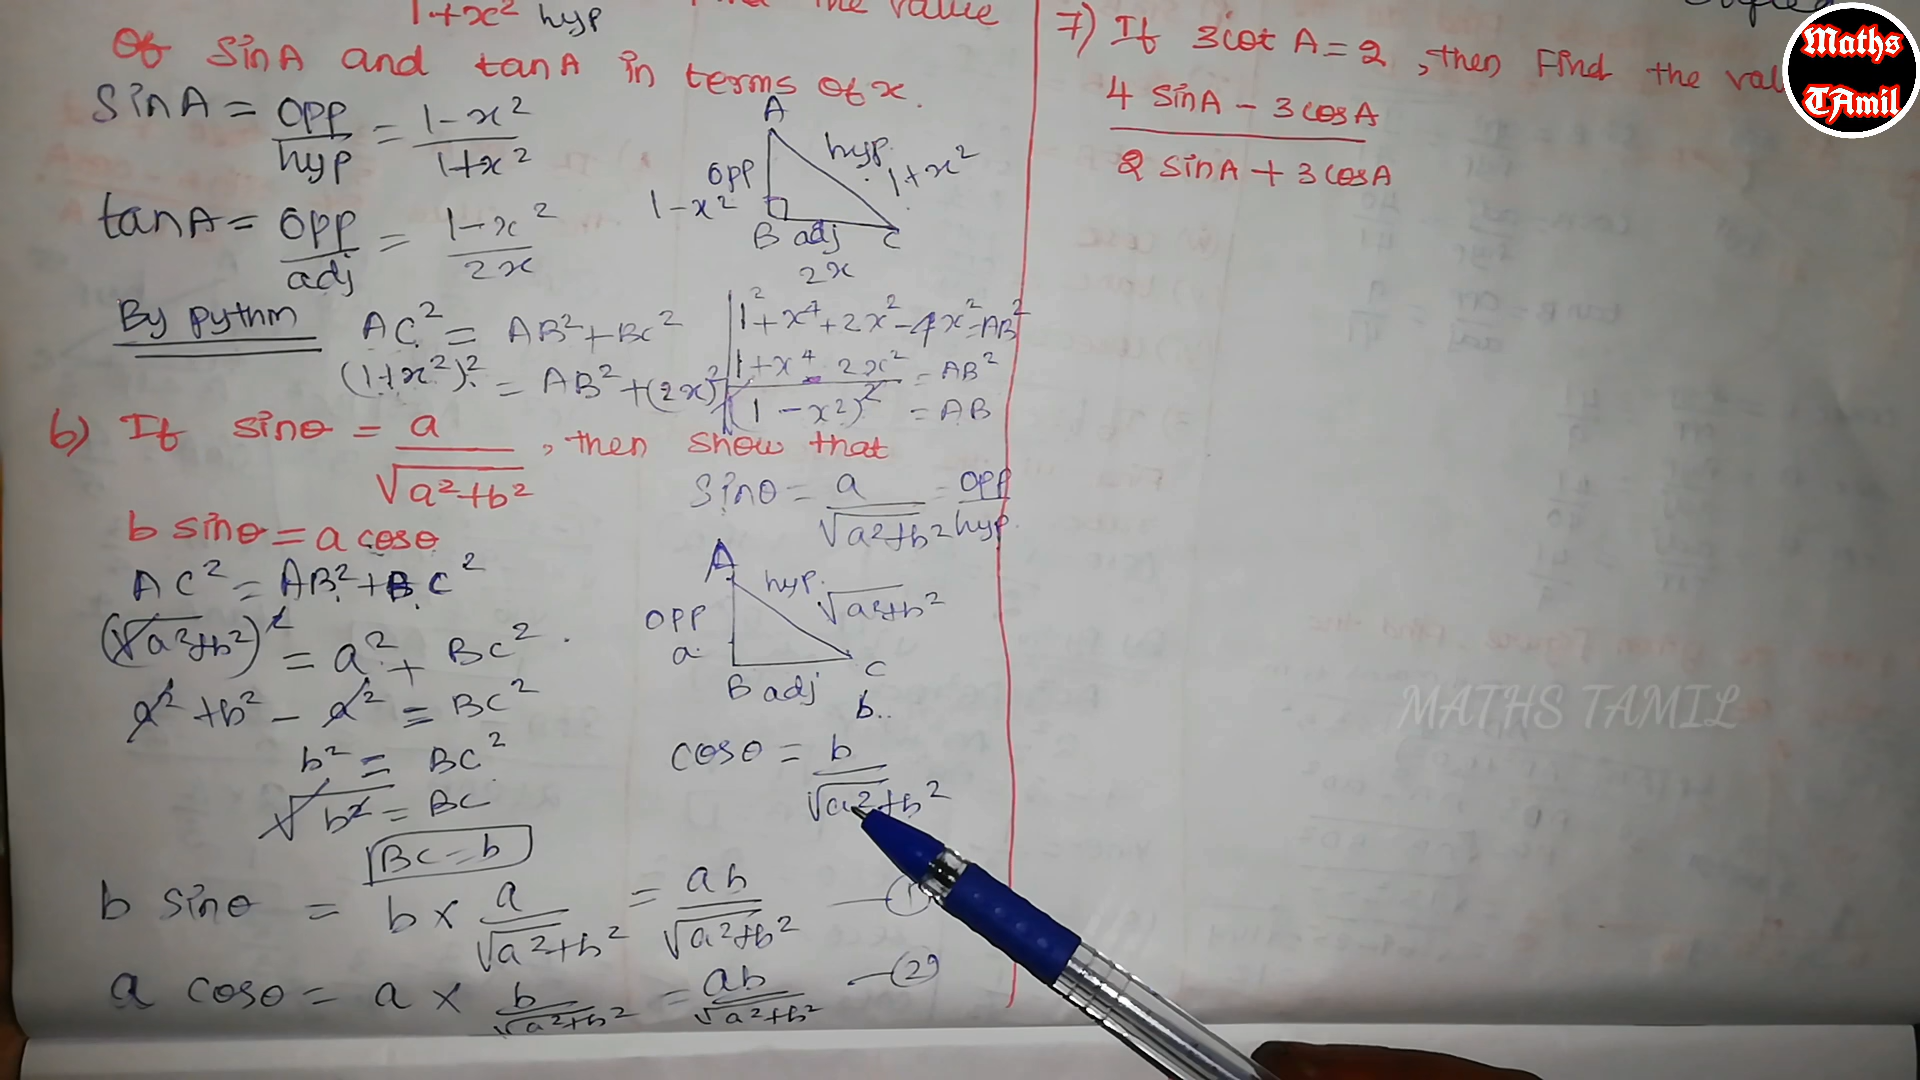 1+x² hyp the value
of sinA and tanA in terms of x.
SinA = opp/hyp = 1-x²/1+x²
A
opp
hyp.
1+x²
1-x²
B adj C
2x
tanA = opp/adj = 1-x²/2x
By pythm
AC² = AB²+BC²
(1+x²)² = AB²+(2x)²
1²+x⁴+2x²-4x²=AB²
1+x⁴-2x² = AB²
(1-x²)² = AB
6) If sinθ = a/√a²+b², then show that
b sinθ = a cosθ
Sinθ = a/√a²+b² = opp/hyp.
AC² = AB²+BC²
(√a²+b²)² = a²+BC²
a²+b²-a² = BC²
b² = BC²
√b² = BC
BC=b
A
hyp.
√a²+b²
opp
a
B adj C
b
cosθ = b/√a²+b²
b sinθ = b × a/√a²+b² = ab/√a²+b² —(1)
a cosθ = a × b/√a²+b² = ab/√a²+b² —(2)
7) If 3cot A=2, then Find the val
4 sinA - 3 cosA
2 sinA + 3 cosA
Maths
TAmil
MATHS TAMIL